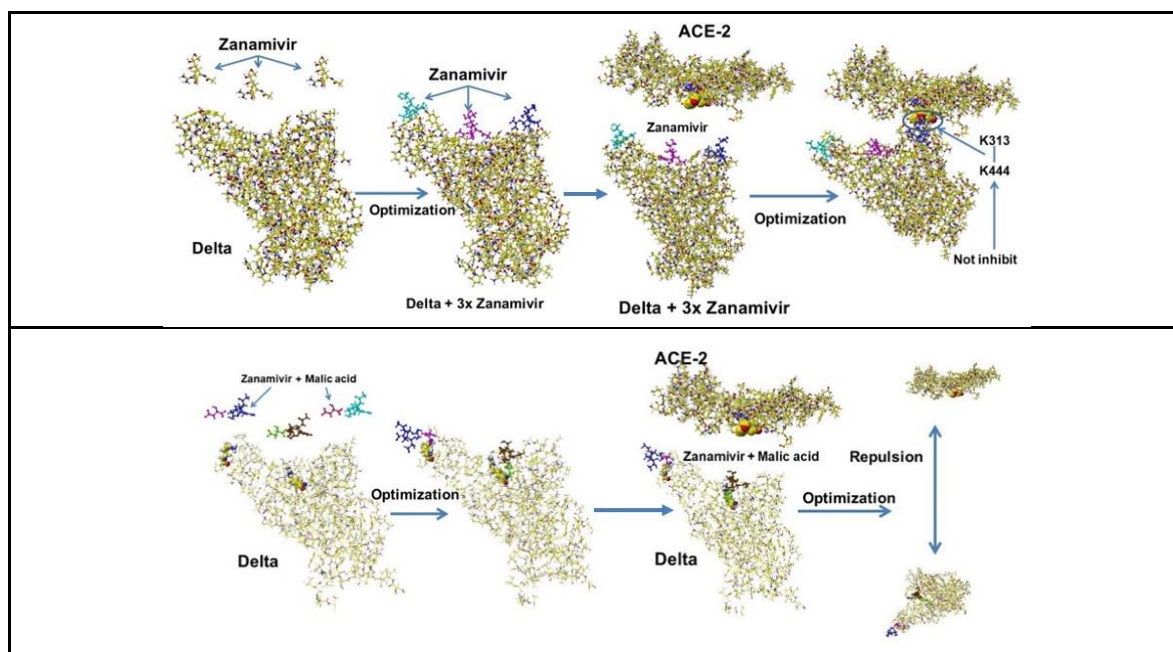 Zanamivir
Delta
Optimization
Zanamivir
Delta + 3x Zanamivir
ACE-2
Zanamivir
Delta + 3x Zanamivir
Optimization
K313
K444
Not inhibit
Zanamivir + Malic acid
Delta
Optimization
ACE-2
Zanamivir + Malic acid
Delta
Optimization
Repulsion